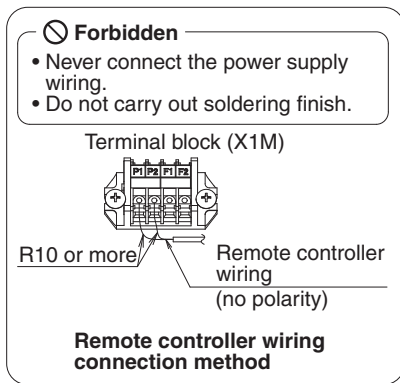 Forbidden
• Never connect the power supply
wiring.
• Do not carry out soldering finish.
Terminal block (X1M)
P1 P2 F1 F2
R10 or more
Remote controller
wiring
(no polarity)
Remote controller wiring
connection method